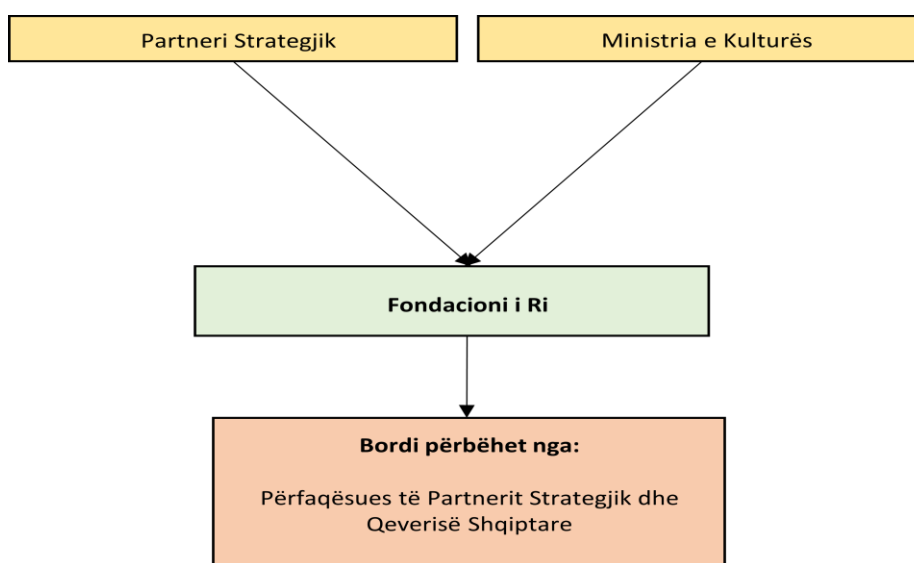 Partneri Strategjik
Ministria e Kulturës
Fondacioni i Ri
Bordi përbëhet nga:
Përfaqësues të Partnerit Strategjik dhe
Qeverisë Shqiptare